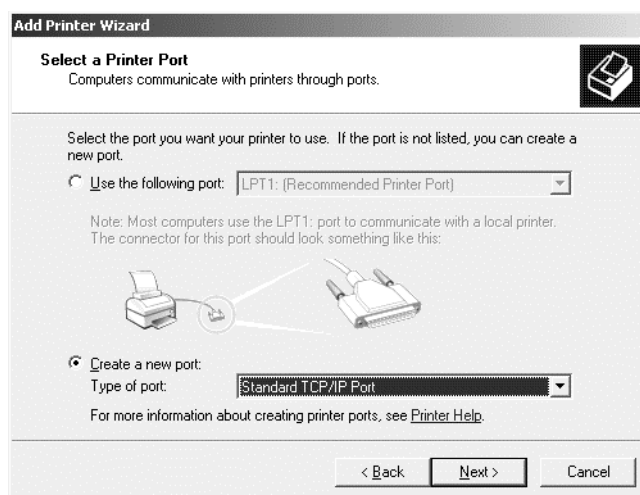 Add Printer Wizard
Select a Printer Port
Computers communicate with printers through ports.
Select the port you want your printer to use.  If the port is not listed, you can create a
new port.
Use the following port: LPT1: (Recommended Printer Port)
Note: Most computers use the LPT1: port to communicate with a local printer.
The connector for this port should look something like this:
Create a new port:
Type of port: Standard TCP/IP Port
For more information about creating printer ports, see Printer Help.
< Back Next > Cancel